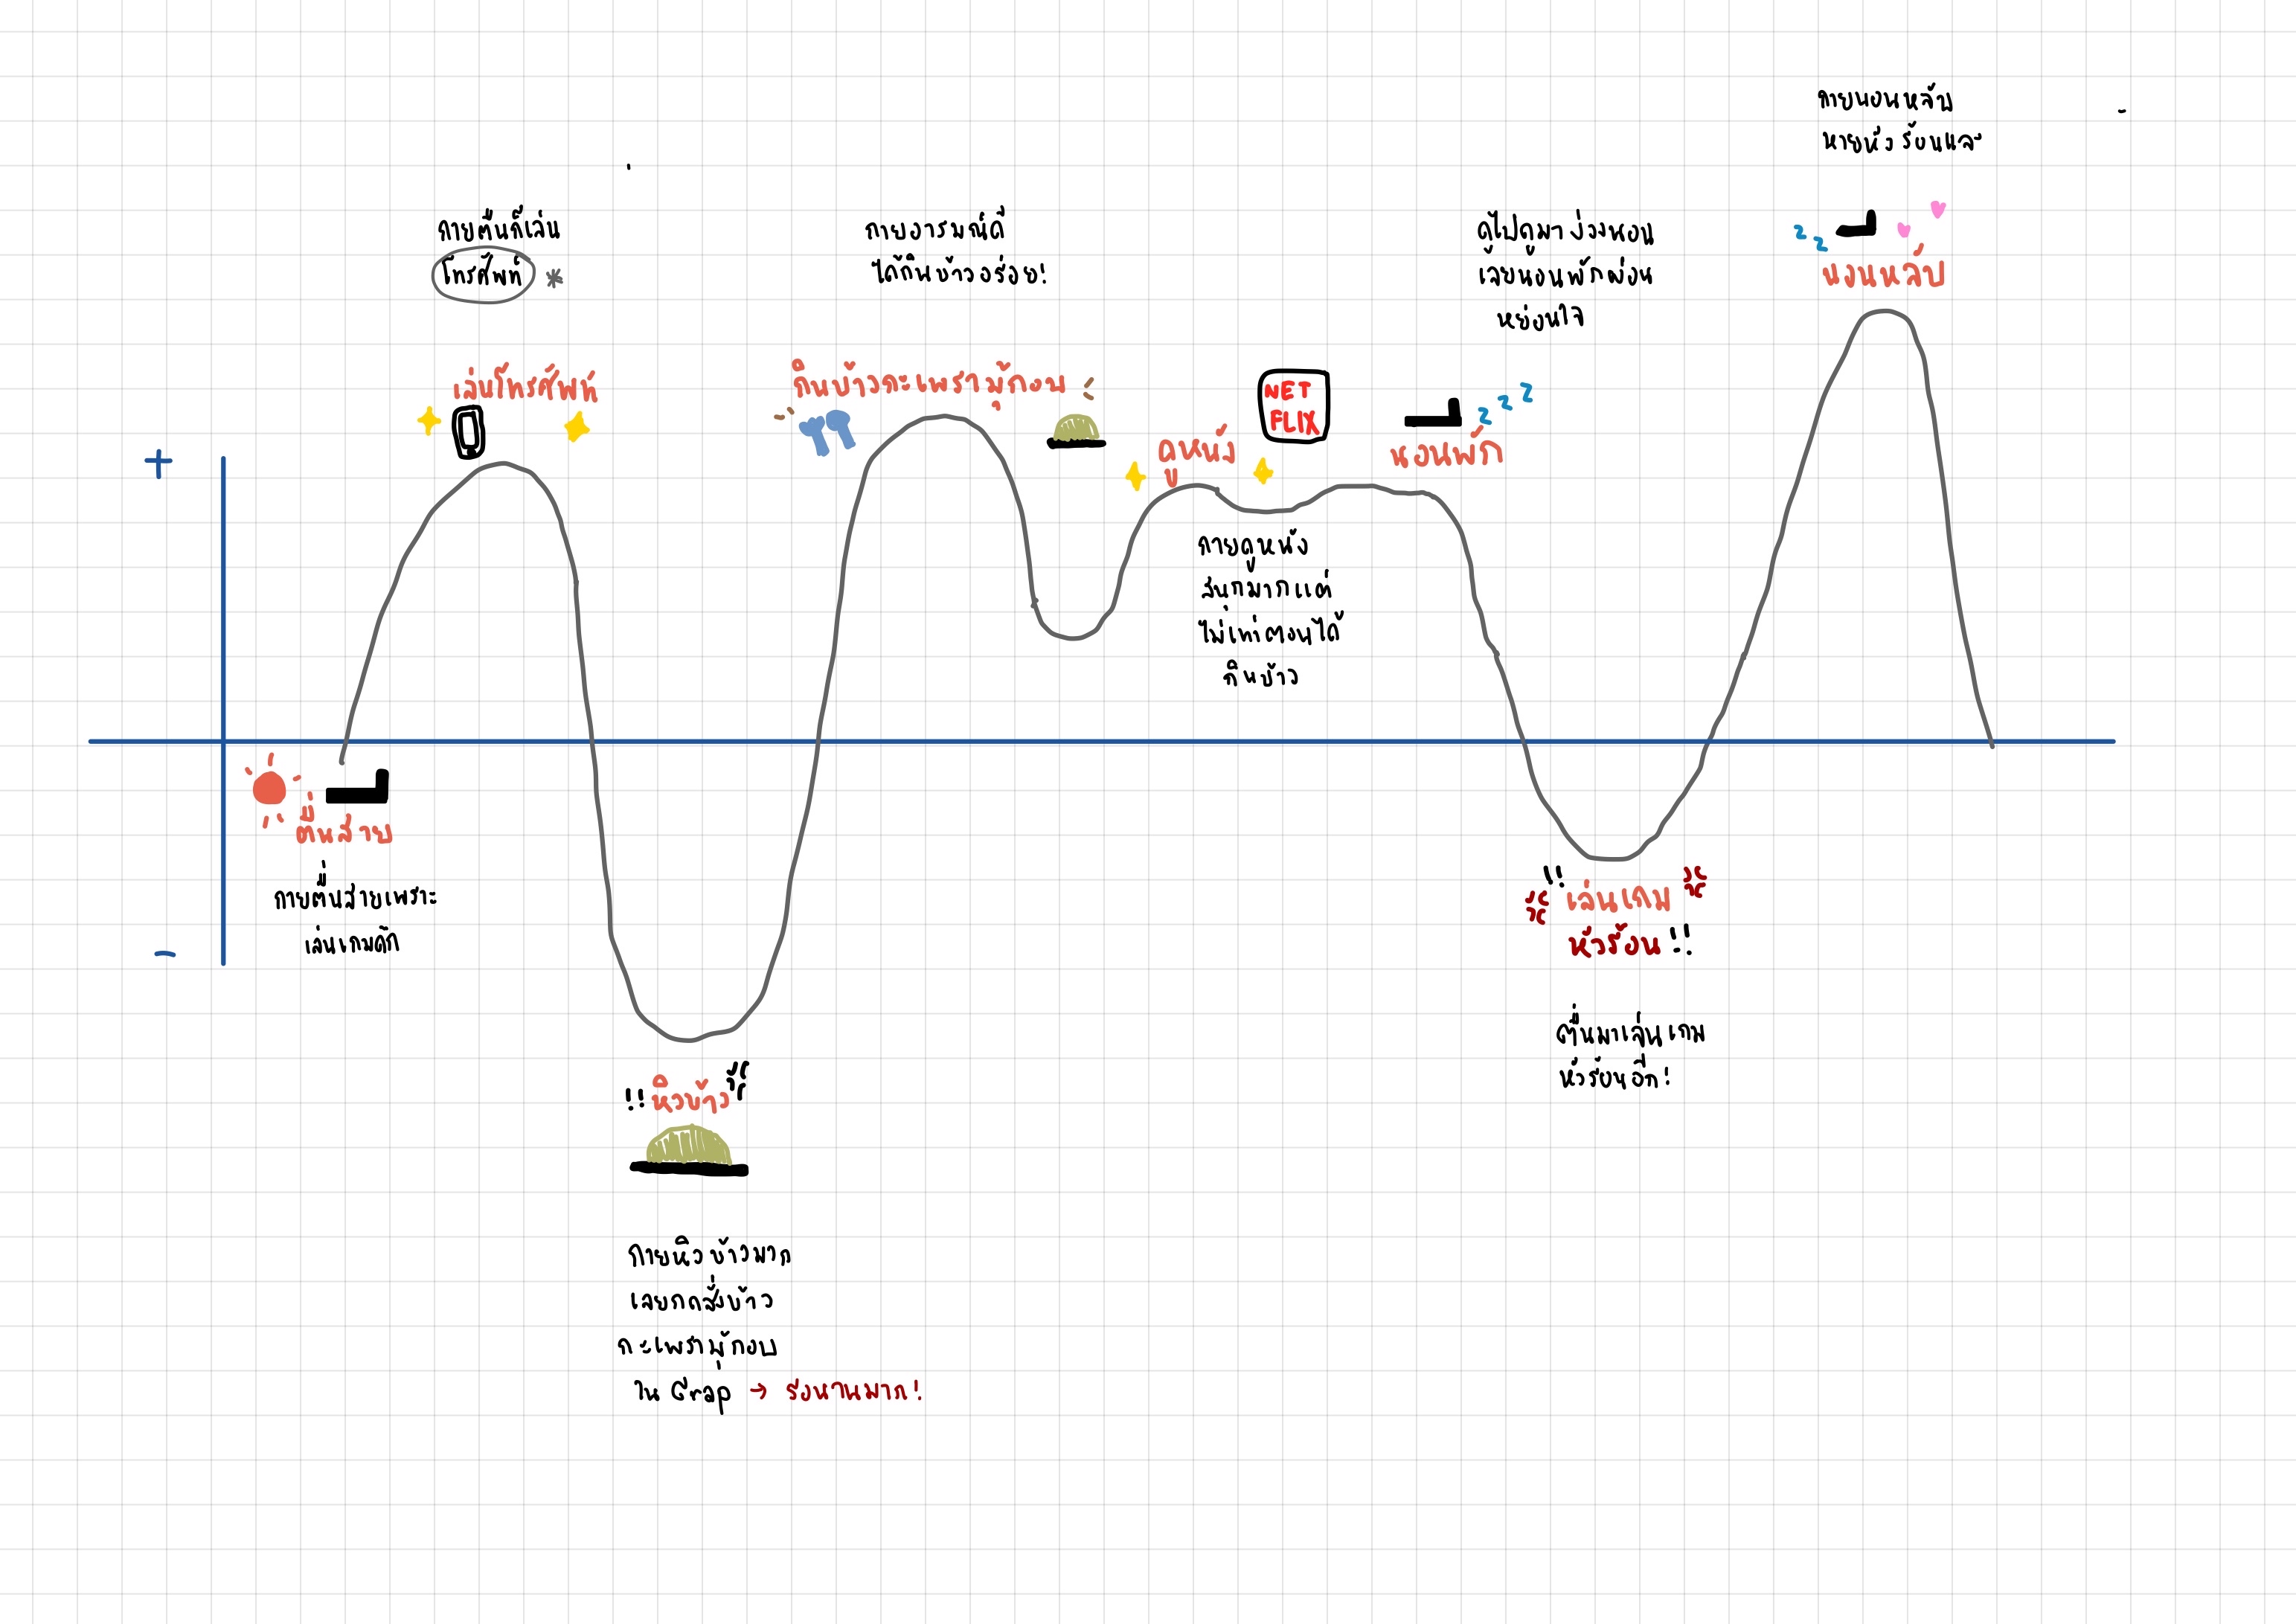 กายตื่นก็เล่น
โทรศัพท์ *
เล่นโทรศัพท์
+
-
ตื่นสาย
กายตื่นสายเพราะ
เล่นเกมดึก
!! หิวข้าว !!
กายหิวข้าวมาก
เลยกดสั่งข้าว
กะเพราหมูกอบ
ใน Grap → รอนานมาก!
กายอารมณ์ดี
ได้กินข้าวอร่อย!
กินข้าวกะเพราหมูกอบ
ดูหนัง
NET
FLIX
กายดูหนัง
สนุกมากแต่
ไม่เท่าตอนได้
กินข้าว
ดูไปดูมาง่วงนอน
เลยนอนพักผ่อน
หย่อนใจ
z z z
นอนพัก
!! เล่นเกม
หัวร้อน !!
ตื่นมาเล่นเกม
หัวร้อนอีก!
กายนอนหลับ
หายหัวร้อนละ
z z
นอนหลับ